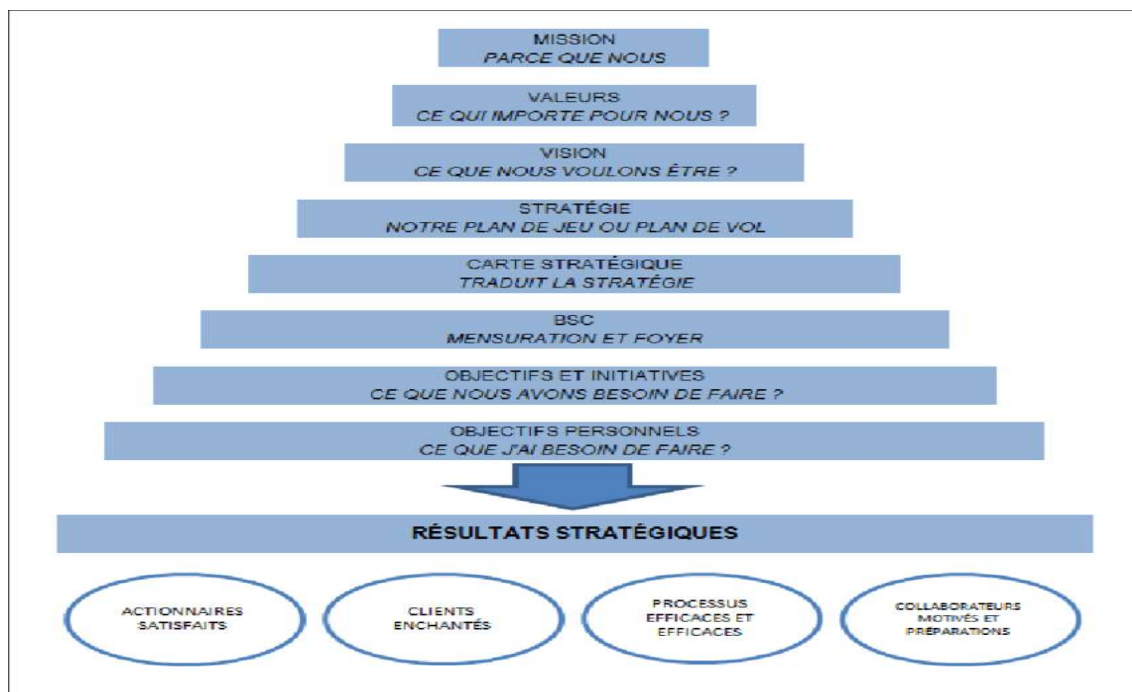 MISSION
PARCE QUE NOUS
VALEURS
CE QUI IMPORTE POUR NOUS ?
VISION
CE QUE NOUS VOULONS ÊTRE ?
STRATÉGIE
NOTRE PLAN DE JEU OU PLAN DE VOL
CARTE STRATÉGIQUE
TRADUIT LA STRATÉGIE
BSC
MENSURATION ET FOYER
OBJECTIFS ET INITIATIVES
CE QUE NOUS AVONS BESOIN DE FAIRE ?
OBJECTIFS PERSONNELS
CE QUE J'AI BESOIN DE FAIRE ?
RÉSULTATS STRATÉGIQUES
ACTIONNAIRES
SATISFAITS
CLIENTS
ENCHANTÉS
PROCESSUS
EFFICACES ET
EFFICACES
COLLABORATEURS
MOTIVÉS ET
PRÉPARATIONS